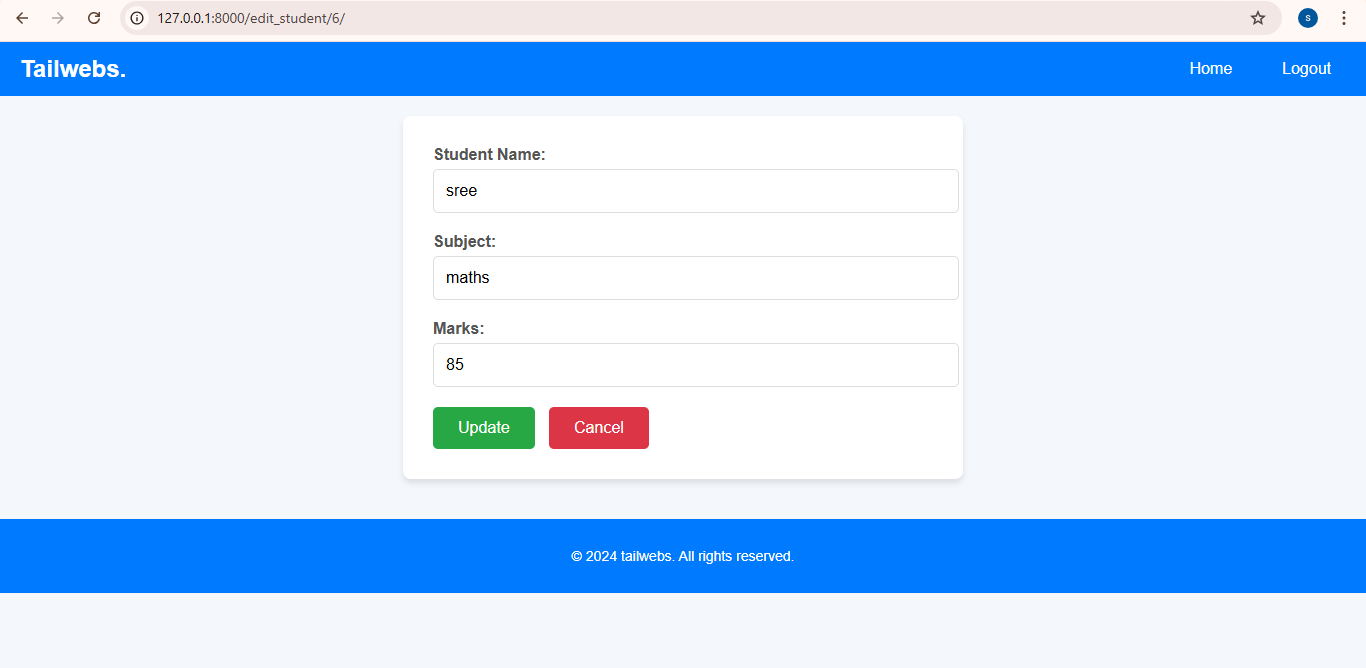 127.0.0.1:8000/edit_student/6/
S
Tailwebs.
Home
Logout
Student Name:
sree
Subject:
maths
Marks:
85
Update
Cancel
© 2024 tailwebs. All rights reserved.